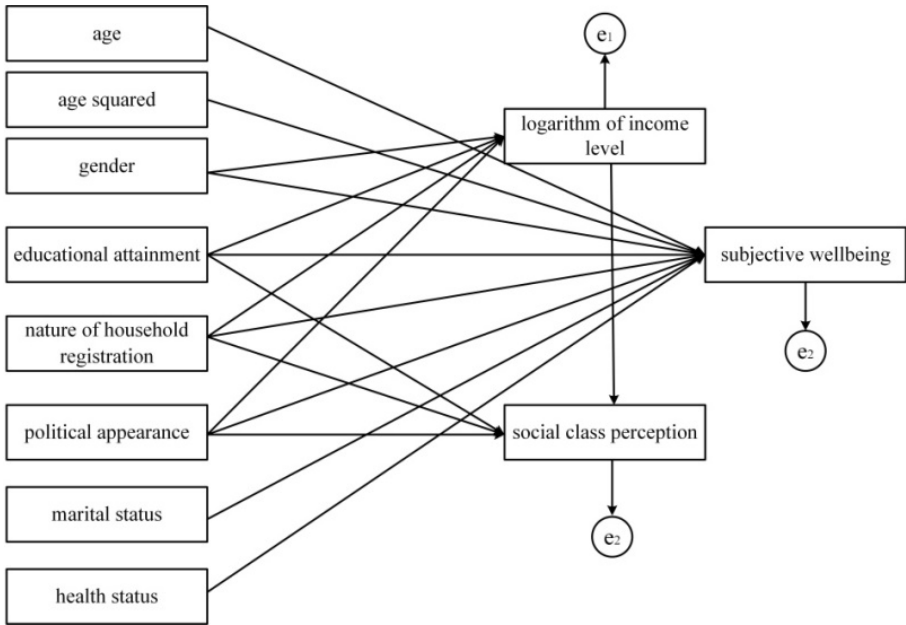 age
age squared
gender
educational attainment
nature of household
registration
political appearance
marital status
health status
e1
logarithm of income
level
social class perception
e2
subjective wellbeing
e2